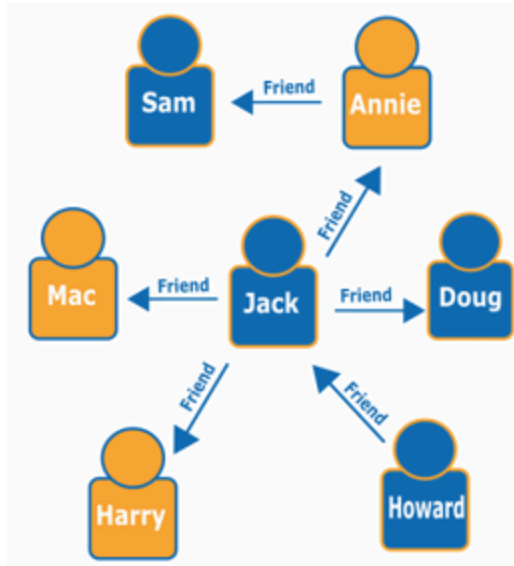 Sam
Friend
Annie
Friend
Mac
Friend
Jack
Friend
Doug
Friend
Friend
Harry
Howard